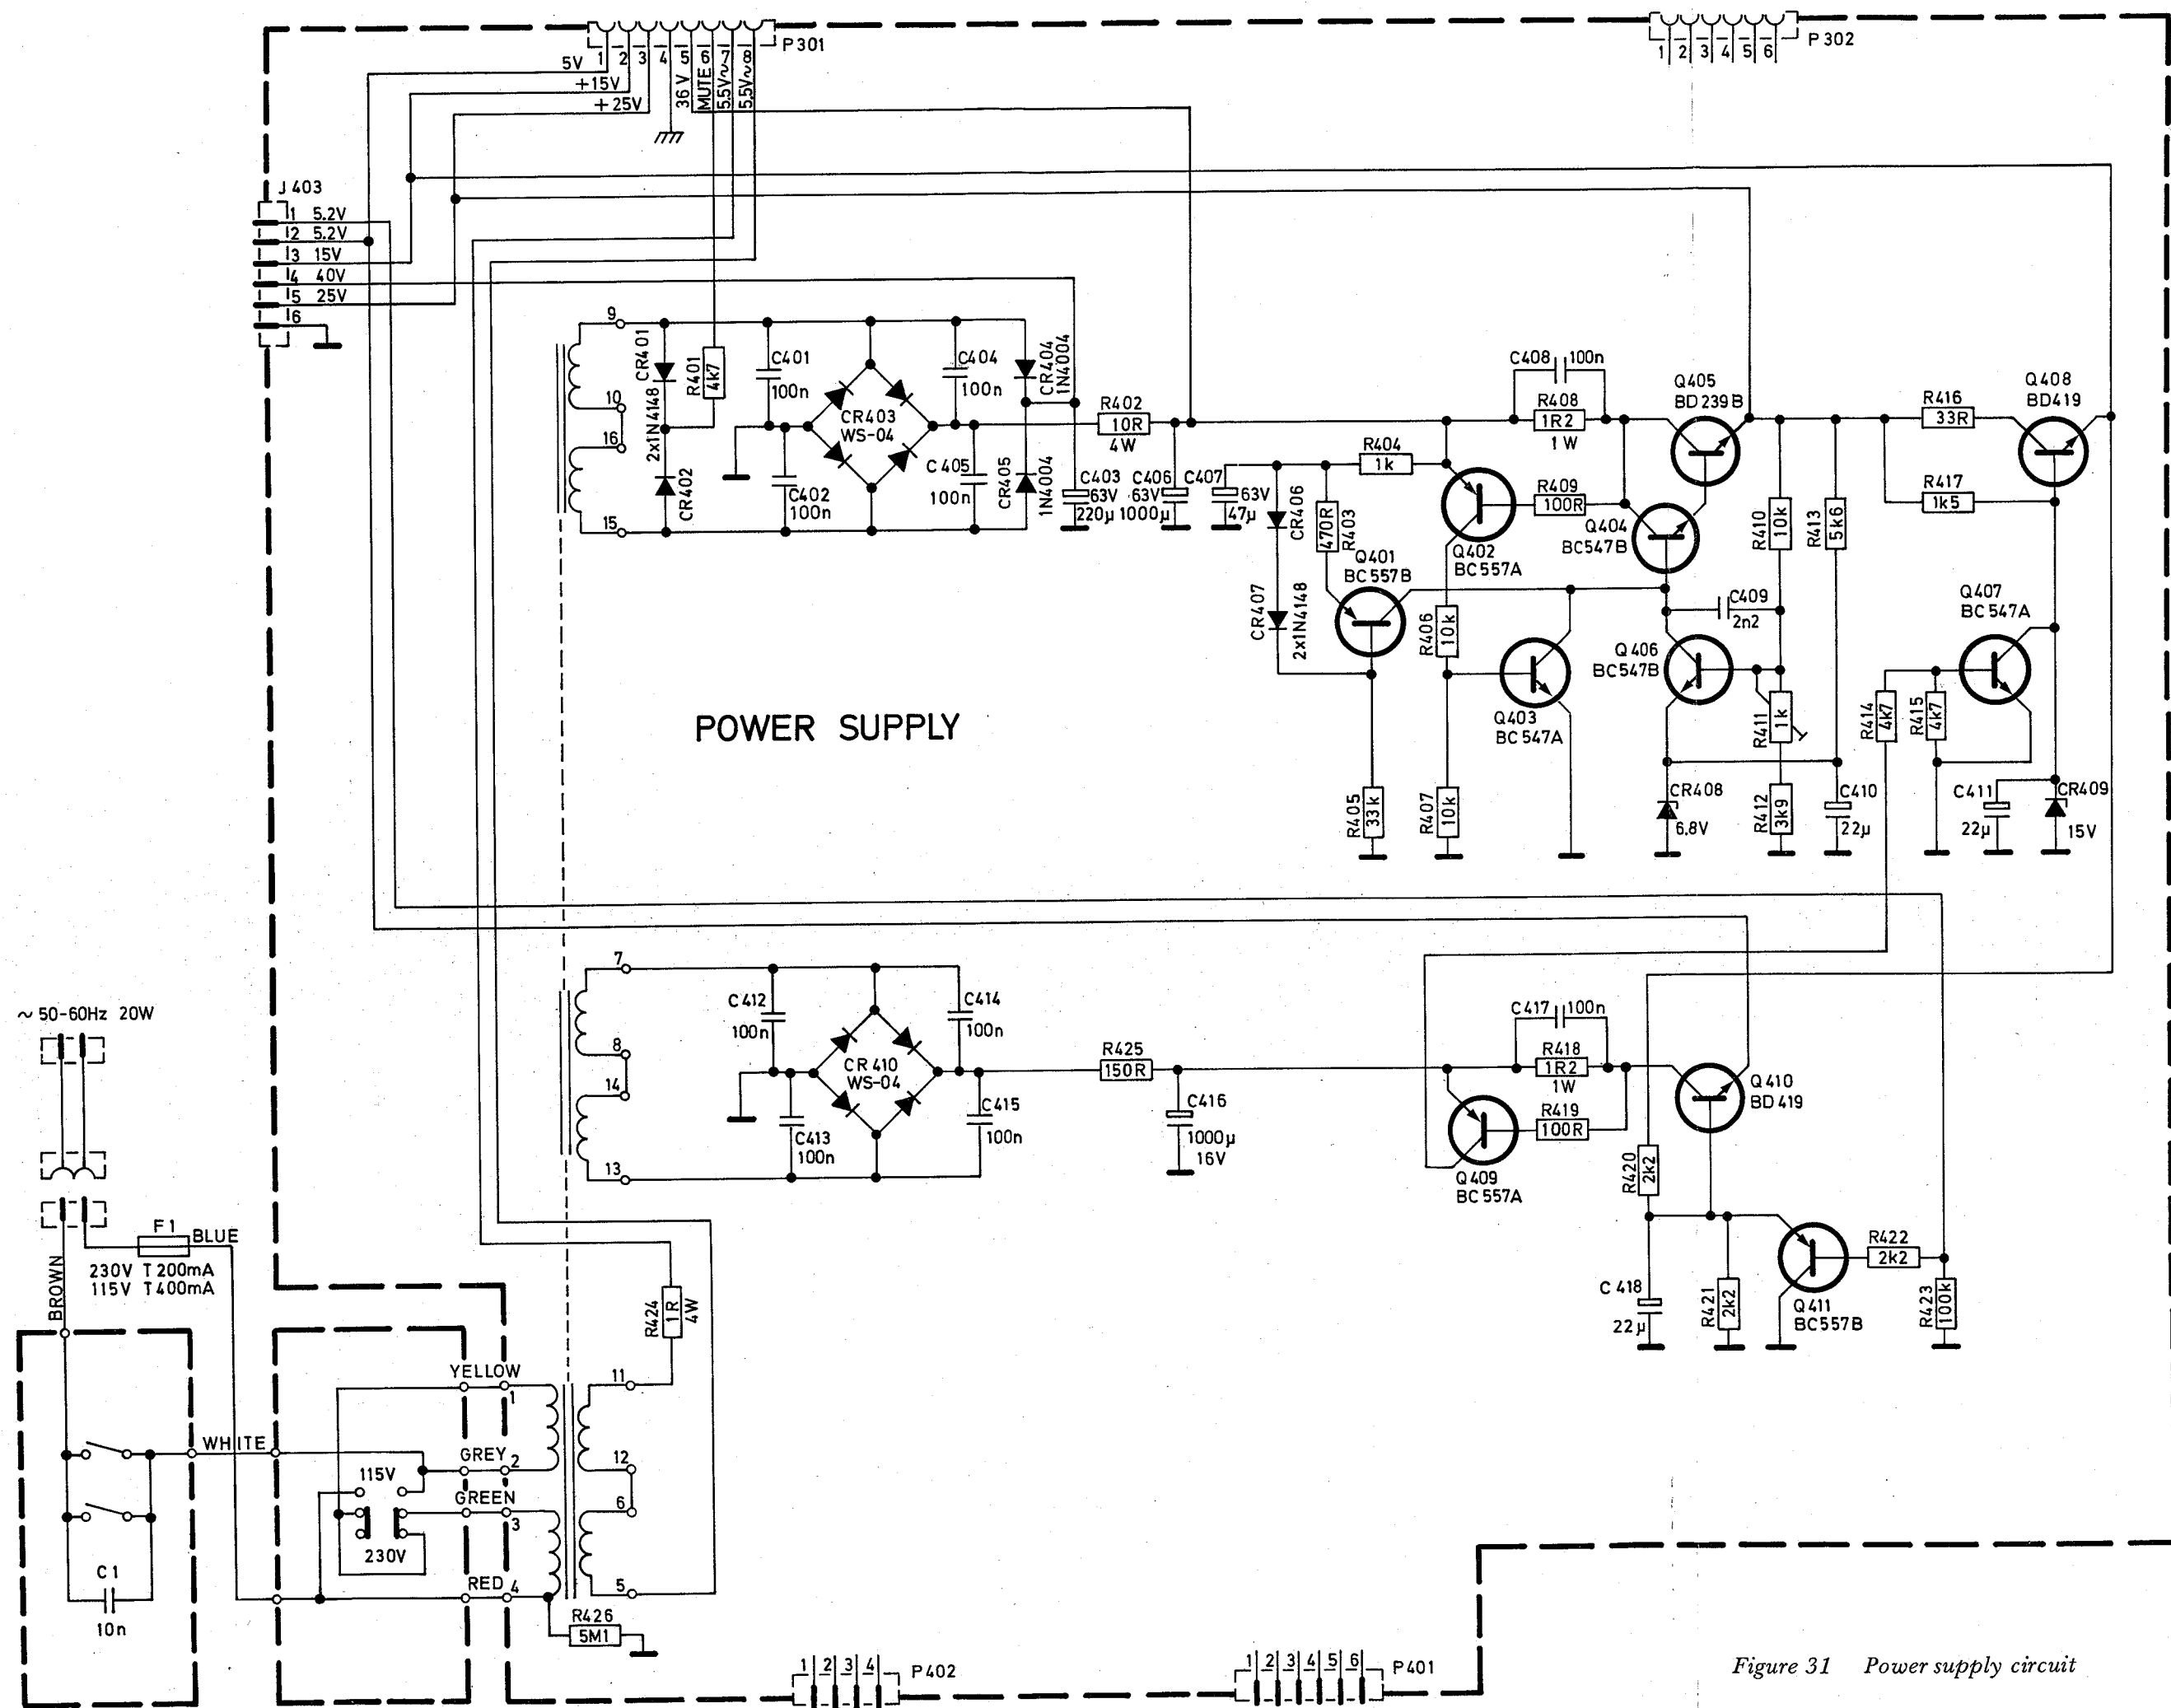 P301
1 2 3 4 5 6 7 8
5V
+15V
+25V
36 V
MUTE
5.5V~
5.5V~
P302
1 2 3 4 5 6
J 403
1 5.2V
2 5.2V
3 15V
4 40V
5 25V
6
9
10
16
15
CR401
2x1N4148
CR402
R401
4k7
C401
100n
C402
100n
CR403
WS-04
C404
100n
C405
100n
CR404
1N4004
CR405
1N4004
R402
10R
4W
C403
63V
220µ
C406
63V
1000µ
C407
63V
47µ
CR406
CR407
2x1N4148
470R
R403
R404
1k
Q401
BC557B
R405
33k
Q402
BC557A
R406
10k
R407
10k
Q403
BC547A
C408
100n
R408
1R2
1W
R409
100R
Q404
BC547B
Q405
BD239B
R410
10k
R413
5k6
C409
2n2
Q406
BC547B
R411
1k
R412
3k9
CR408
6.8V
C410
22µ
R416
33R
R417
1k5
Q408
BD419
Q407
BC547A
R414
4k7
R415
4k7
C411
22µ
CR409
15V
POWER SUPPLY
7
8
14
13
C412
100n
C413
100n
CR410
WS-04
C414
100n
C415
100n
R425
150R
C416
1000µ
16V
C417
100n
R418
1R2
1W
R419
100R
Q409
BC557A
Q410
BD419
R420
2k2
C418
22µ
R421
2k2
Q411
BC557B
R422
2k2
R423
100k
~ 50-60Hz 20W
F1
BLUE
230V T200mA
115V T400mA
BROWN
WHITE
C1
10n
YELLOW
1
GREY 2
GREEN
3
RED 4
115V
230V
R424
1R
4W
11
12
6
5
R426
5M1
1 2 3 4
P402
1 2 3 4 5 6
P401
Figure 31 Power supply circuit